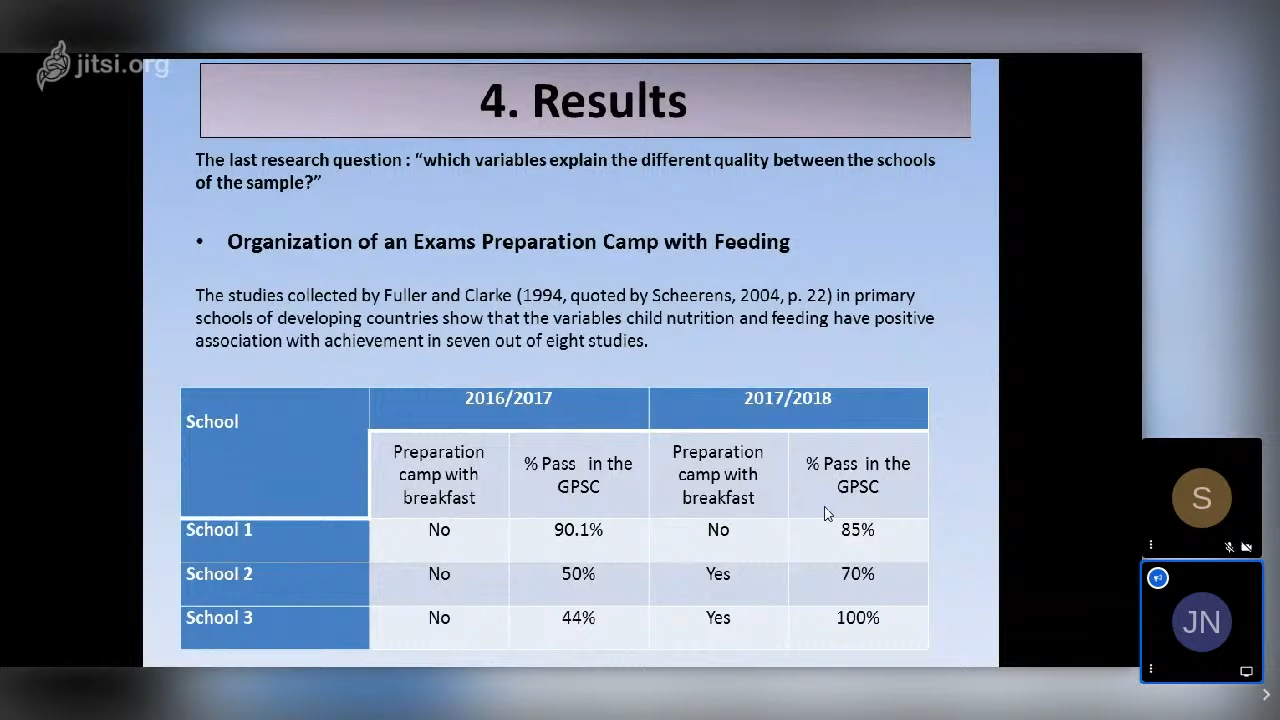 jitsi.org
4. Results
The last research question : “which variables explain the different quality between the schools
of the sample?”
• Organization of an Exams Preparation Camp with Feeding
The studies collected by Fuller and Clarke (1994, quoted by Scheerens, 2004, p. 22) in primary
schools of developing countries show that the variables child nutrition and feeding have positive
association with achievement in seven out of eight studies.
School 2016/2017 2017/2018
Preparation camp with breakfast % Pass in the GPSC Preparation camp with breakfast % Pass in the GPSC
School 1 No 90.1% No 85%
School 2 No 50% Yes 70%
School 3 No 44% Yes 100%
S
JN